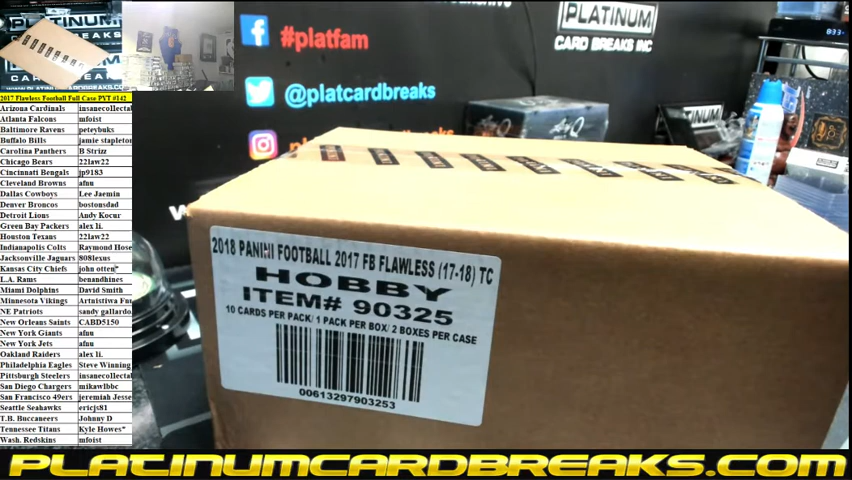 PLATINUM
CARD BREAKS INC
#platfam
@platcardbreaks
2017 Flawless Football Full Case PYT #142
Arizona Cardinals insanecollectab
Atlanta Falcons mfoist
Baltimore Ravens peteybuks
Buffalo Bills jamie stapleton
Carolina Panthers B Strizz
Chicago Bears 22law22
Cincinnati Bengals jp9183
Cleveland Browns afnu
Dallas Cowboys Lee Jaemin
Denver Broncos bostonsdad
Detroit Lions Andy Kocur
Green Bay Packers alex li.
Houston Texans 22law22
Indianapolis Colts Raymond Hose
Jacksonville Jaguars 808lexus
Kansas City Chiefs john otten*
L.A. Rams benandhines
Miami Dolphins David Smith
Minnesota Vikings Artnistiwa Fun
NE Patriots sandy gallardo
New Orleans Saints CABD5150
New York Giants afnu
New York Jets afnu
Oakland Raiders alex li.
Philadelphia Eagles Steve Winning
Pittsburgh Steelers insanecollectab
San Diego Chargers mikawlbbc
San Francisco 49ers jeremiah Jesse
Seattle Seahawks ericjs81
T.B. Buccaneers Johnny D
Tennessee Titans Kyle Howes*
Wash. Redskins mfoist
2018 PANINI FOOTBALL 2017 FB FLAWLESS (17-18) TC
HOBBY
ITEM# 90325
10 CARDS PER PACK/ 1 PACK PER BOX/ 2 BOXES PER CASE
00613297903253
PLATINUMCARDBREAKS.COM